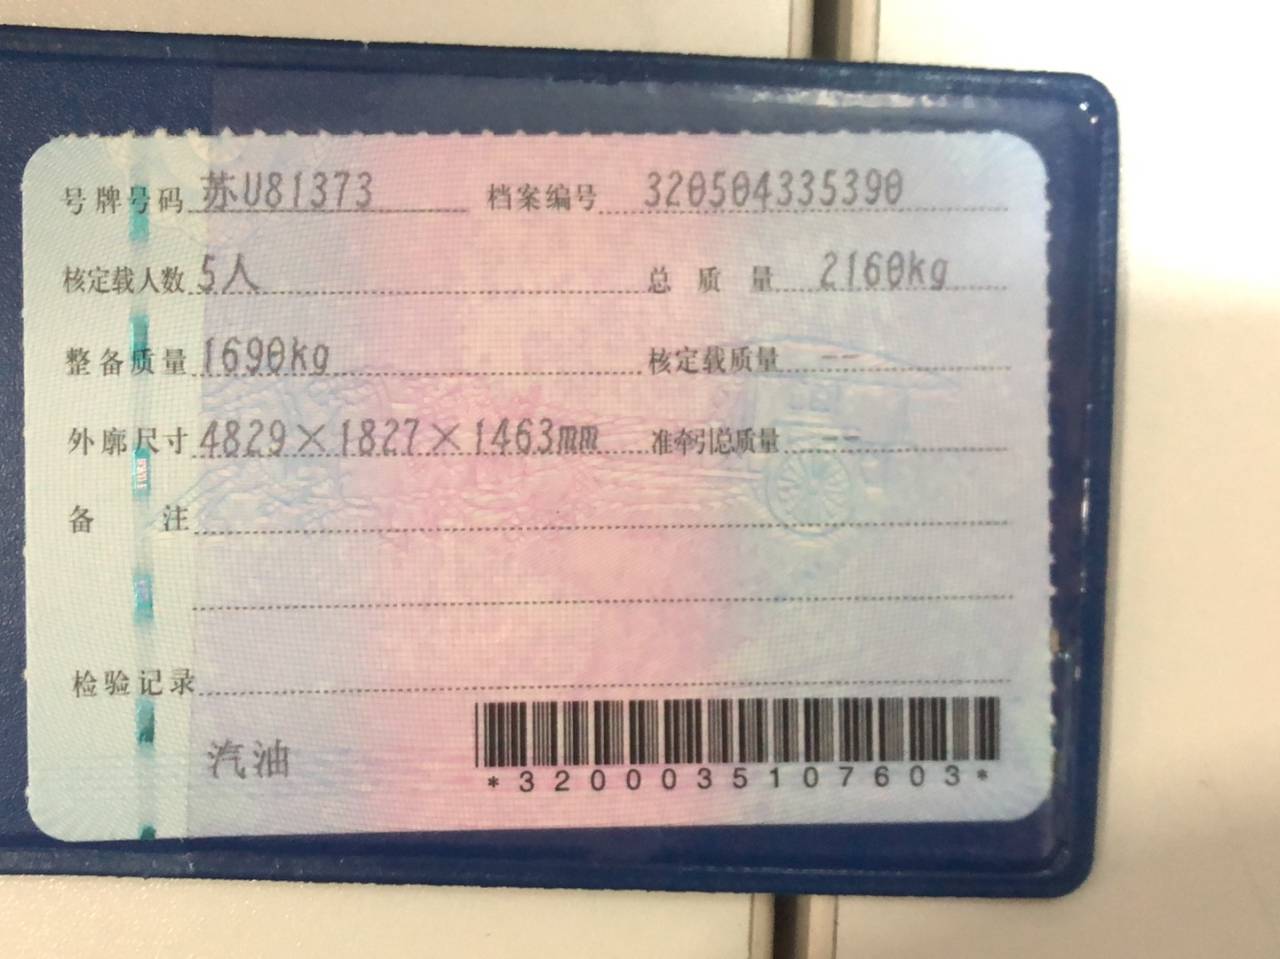 号牌号码 苏U81373 档案编号 320504335390
核定载人数 5人 总质量 2160kg
整备质量 1690kg 核定载质量 --
外廓尺寸 4829×1827×1463mm 准牵引总质量 --
备注
检验记录
汽油
*3200035107603*